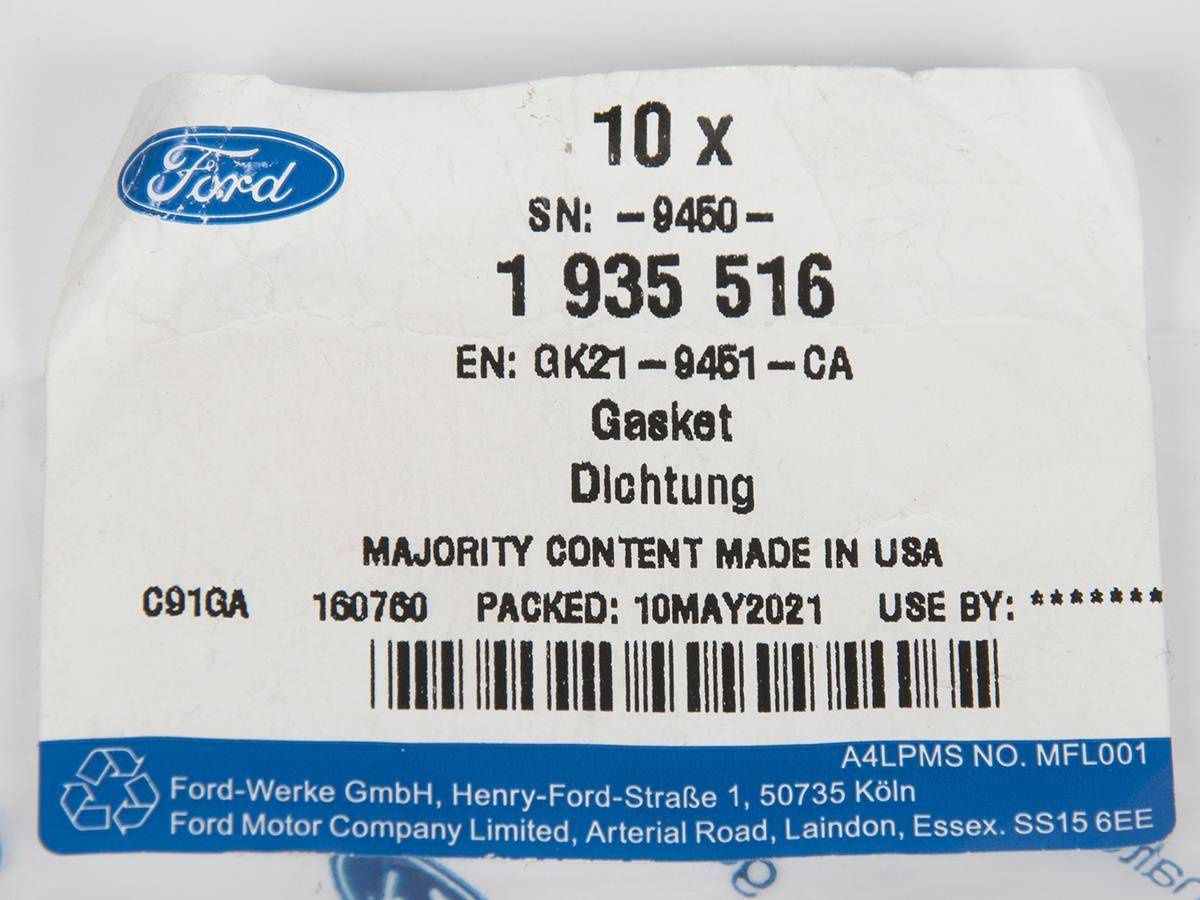 Ford
10 x
SN: -9450-
1 935 516
EN: GK21-9451-CA
Gasket
Dichtung
MAJORITY CONTENT MADE IN USA
C91GA 160760 PACKED: 10MAY2021 USE BY: *******
A4LPMS NO. MFL001
Ford-Werke GmbH, Henry-Ford-Straße 1, 50735 Köln
Ford Motor Company Limited, Arterial Road, Laindon, Essex. SS15 6EE